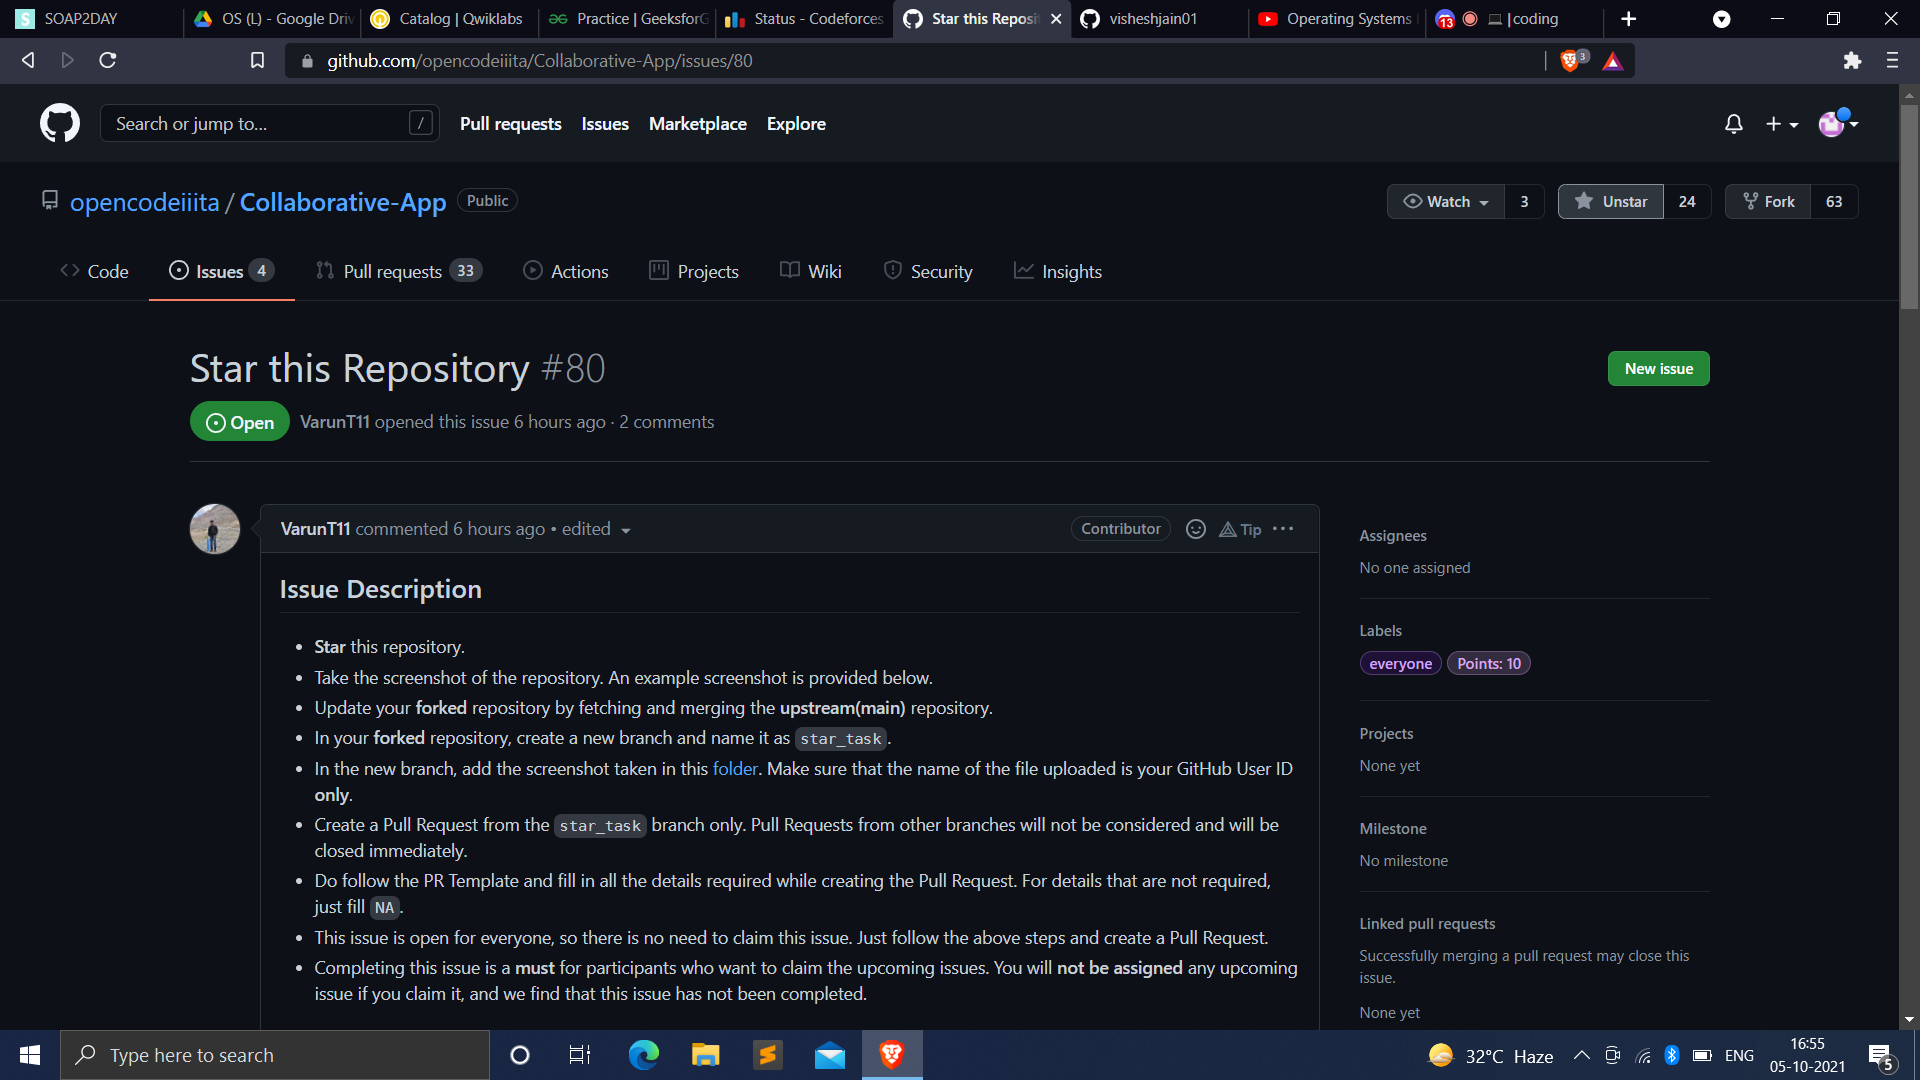 SOAP2DAY
OS (L) - Google Driv
Catalog | Qwiklabs
Practice | GeeksforG
Status - Codeforces
Star this Reposit
visheshjain01
Operating Systems
13
|coding
github.com/opencodeiiita/Collaborative-App/issues/80
3
Search or jump to...
/
Pull requests
Issues
Marketplace
Explore
opencodeiiita / Collaborative-App
Public
Watch
3
Unstar
24
Fork
63
Code
Issues 4
Pull requests 33
Actions
Projects
Wiki
Security
Insights
Star this Repository #80
New issue
Open
VarunT11 opened this issue 6 hours ago · 2 comments
VarunT11 commented 6 hours ago • edited
Contributor
Tip
Issue Description
• Star this repository.
• Take the screenshot of the repository. An example screenshot is provided below.
• Update your forked repository by fetching and merging the upstream(main) repository.
• In your forked repository, create a new branch and name it as star_task.
• In the new branch, add the screenshot taken in this folder. Make sure that the name of the file uploaded is your GitHub User ID
only.
• Create a Pull Request from the star_task branch only. Pull Requests from other branches will not be considered and will be
closed immediately.
• Do follow the PR Template and fill in all the details required while creating the Pull Request. For details that are not required,
just fill NA.
• This issue is open for everyone, so there is no need to claim this issue. Just follow the above steps and create a Pull Request.
• Completing this issue is a must for participants who want to claim the upcoming issues. You will not be assigned any upcoming
issue if you claim it, and we find that this issue has not been completed.
Assignees
No one assigned
Labels
everyone
Points: 10
Projects
None yet
Milestone
No milestone
Linked pull requests
Successfully merging a pull request may close this
issue.
None yet
Type here to search
32°C Haze
ENG
16:55
05-10-2021
5